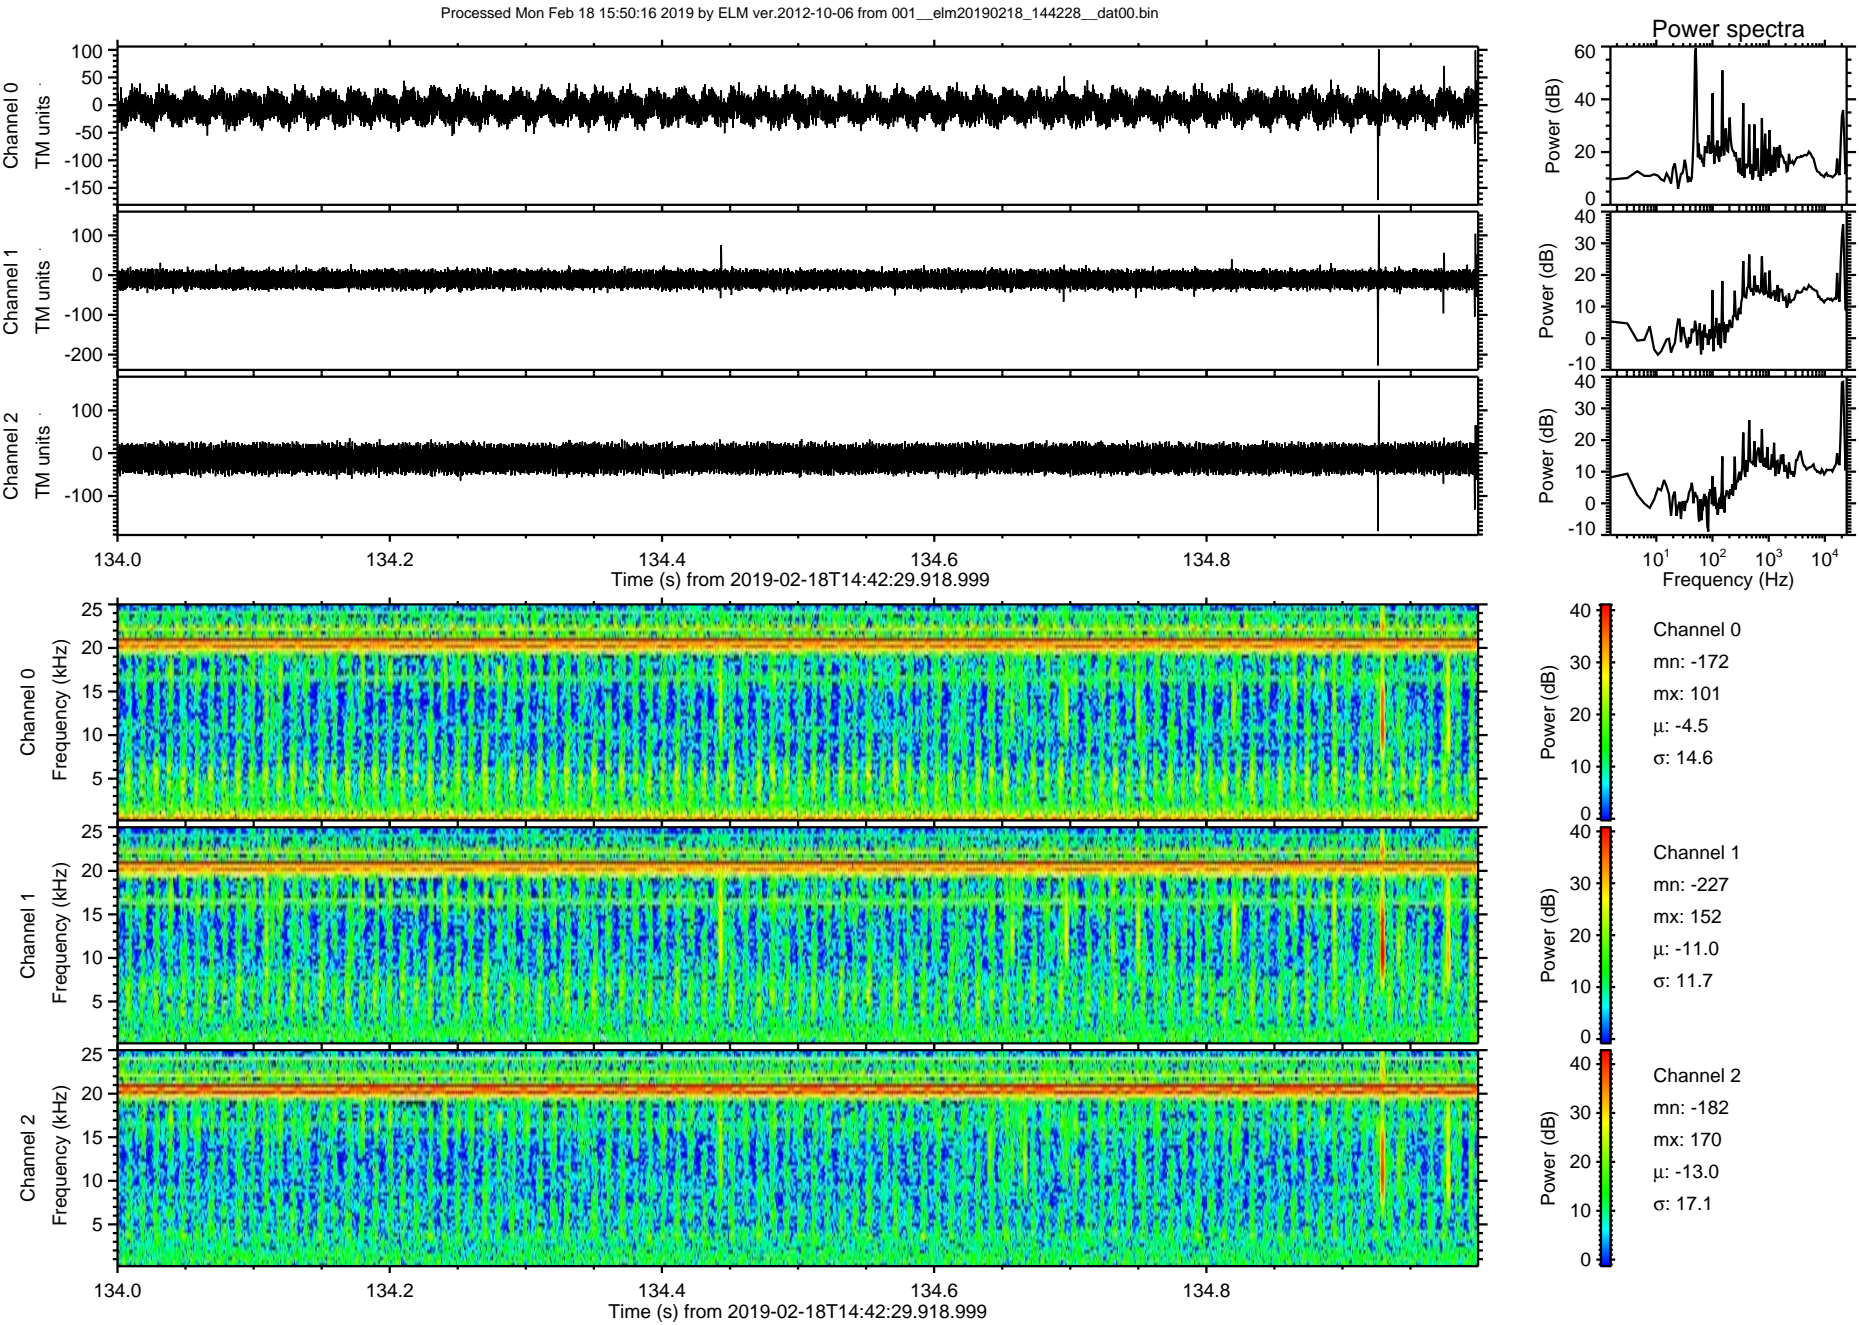 Processed Mon Feb 18 15:50:16 2019 by ELM ver.2012-10-06 from 001__elm20190218_144228__dat00.bin
Power spectra
Channel 0
TM units
100
50
0
-50
-100
-150
Power (dB)
60
40
20
0
Channel 1
TM units
100
0
-100
-200
Power (dB)
40
30
20
10
0
-10
Channel 2
TM units
100
0
-100
Power (dB)
40
30
20
10
0
-10
134.0 134.2 134.4 134.6 134.8
Time (s) from 2019-02-18T14:42:29.918.999
10^1 10^2 10^3 10^4
Frequency (Hz)
Channel 0
Frequency (kHz)
25
20
15
10
5
Power (dB)
40
30
20
10
0
Channel 0
mn: -172
mx: 101
μ: -4.5
σ: 14.6
Channel 1
Frequency (kHz)
25
20
15
10
5
Power (dB)
40
30
20
10
0
Channel 1
mn: -227
mx: 152
μ: -11.0
σ: 11.7
Channel 2
Frequency (kHz)
25
20
15
10
5
Power (dB)
40
30
20
10
0
Channel 2
mn: -182
mx: 170
μ: -13.0
σ: 17.1
134.0 134.2 134.4 134.6 134.8
Time (s) from 2019-02-18T14:42:29.918.999